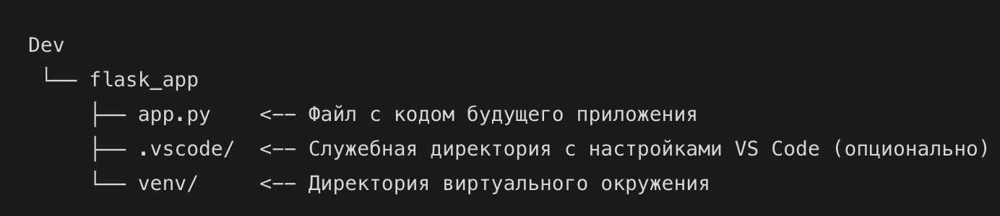 Dev
└── flask_app
├── app.py    <-- Файл с кодом будущего приложения
├── .vscode/  <-- Служебная директория с настройками VS Code (опционально)
└── venv/     <-- Директория виртуального окружения